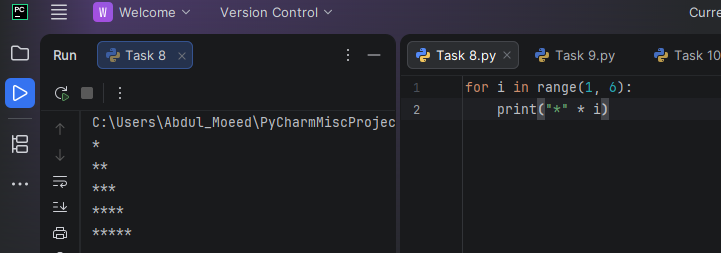 PC W Welcome Version Control Curre
Run Task 8 Task 8.py Task 9.py Task 10
1 for i in range(1, 6):
2 print("*" * i)
C:\Users\Abdul_Moeed\PyCharmMiscProjec
*
**
***
****
*****